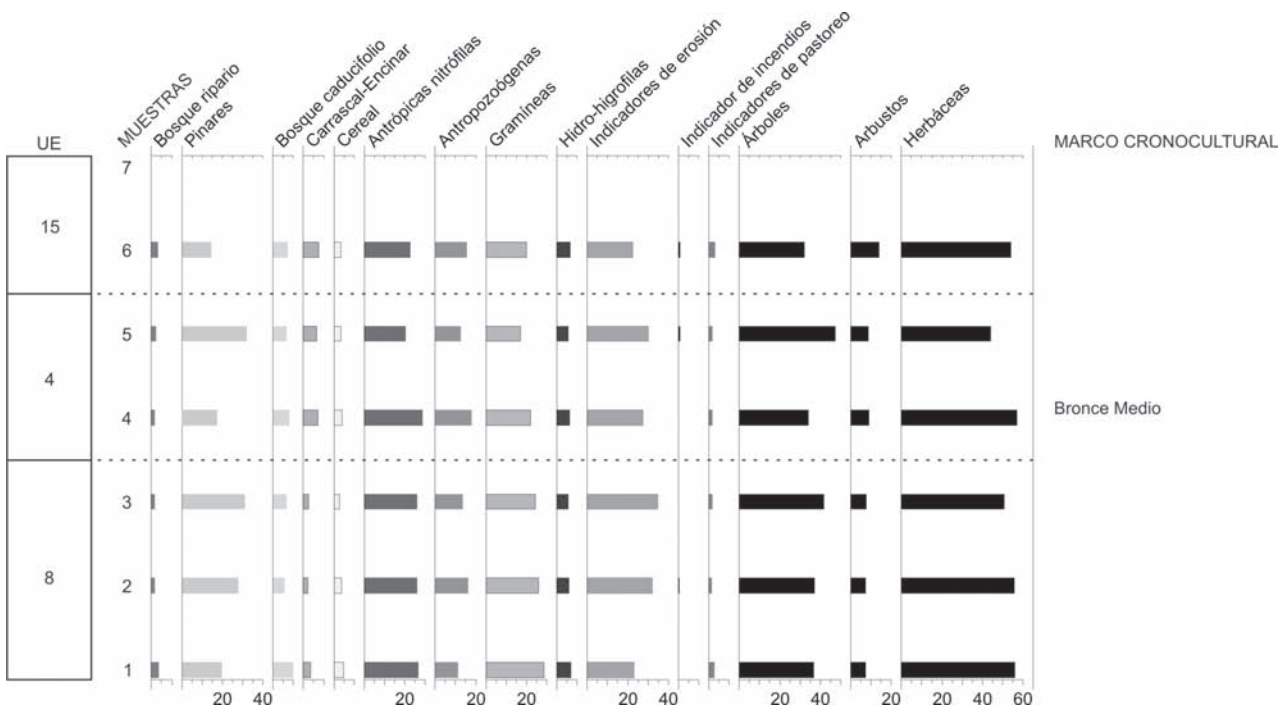 UE
MUESTRAS
Bosque ripario
Pinares
Bosque caducifolio
Carrascal-Encinar
Cereal
Antrópicas nitrófilas
Antropozoógenas
Gramíneas
Hidro-higrofilas
Indicadores de erosión
Indicador de incendios
Indicadores de pastoreo
Árboles
Arbustos
Herbáceas
MARCO CRONOCULTURAL
7
15
6
5
4
4
Bronce Medio
3
8
2
1
20 40 20 20 20 20 40 20 40 20 20 40 60